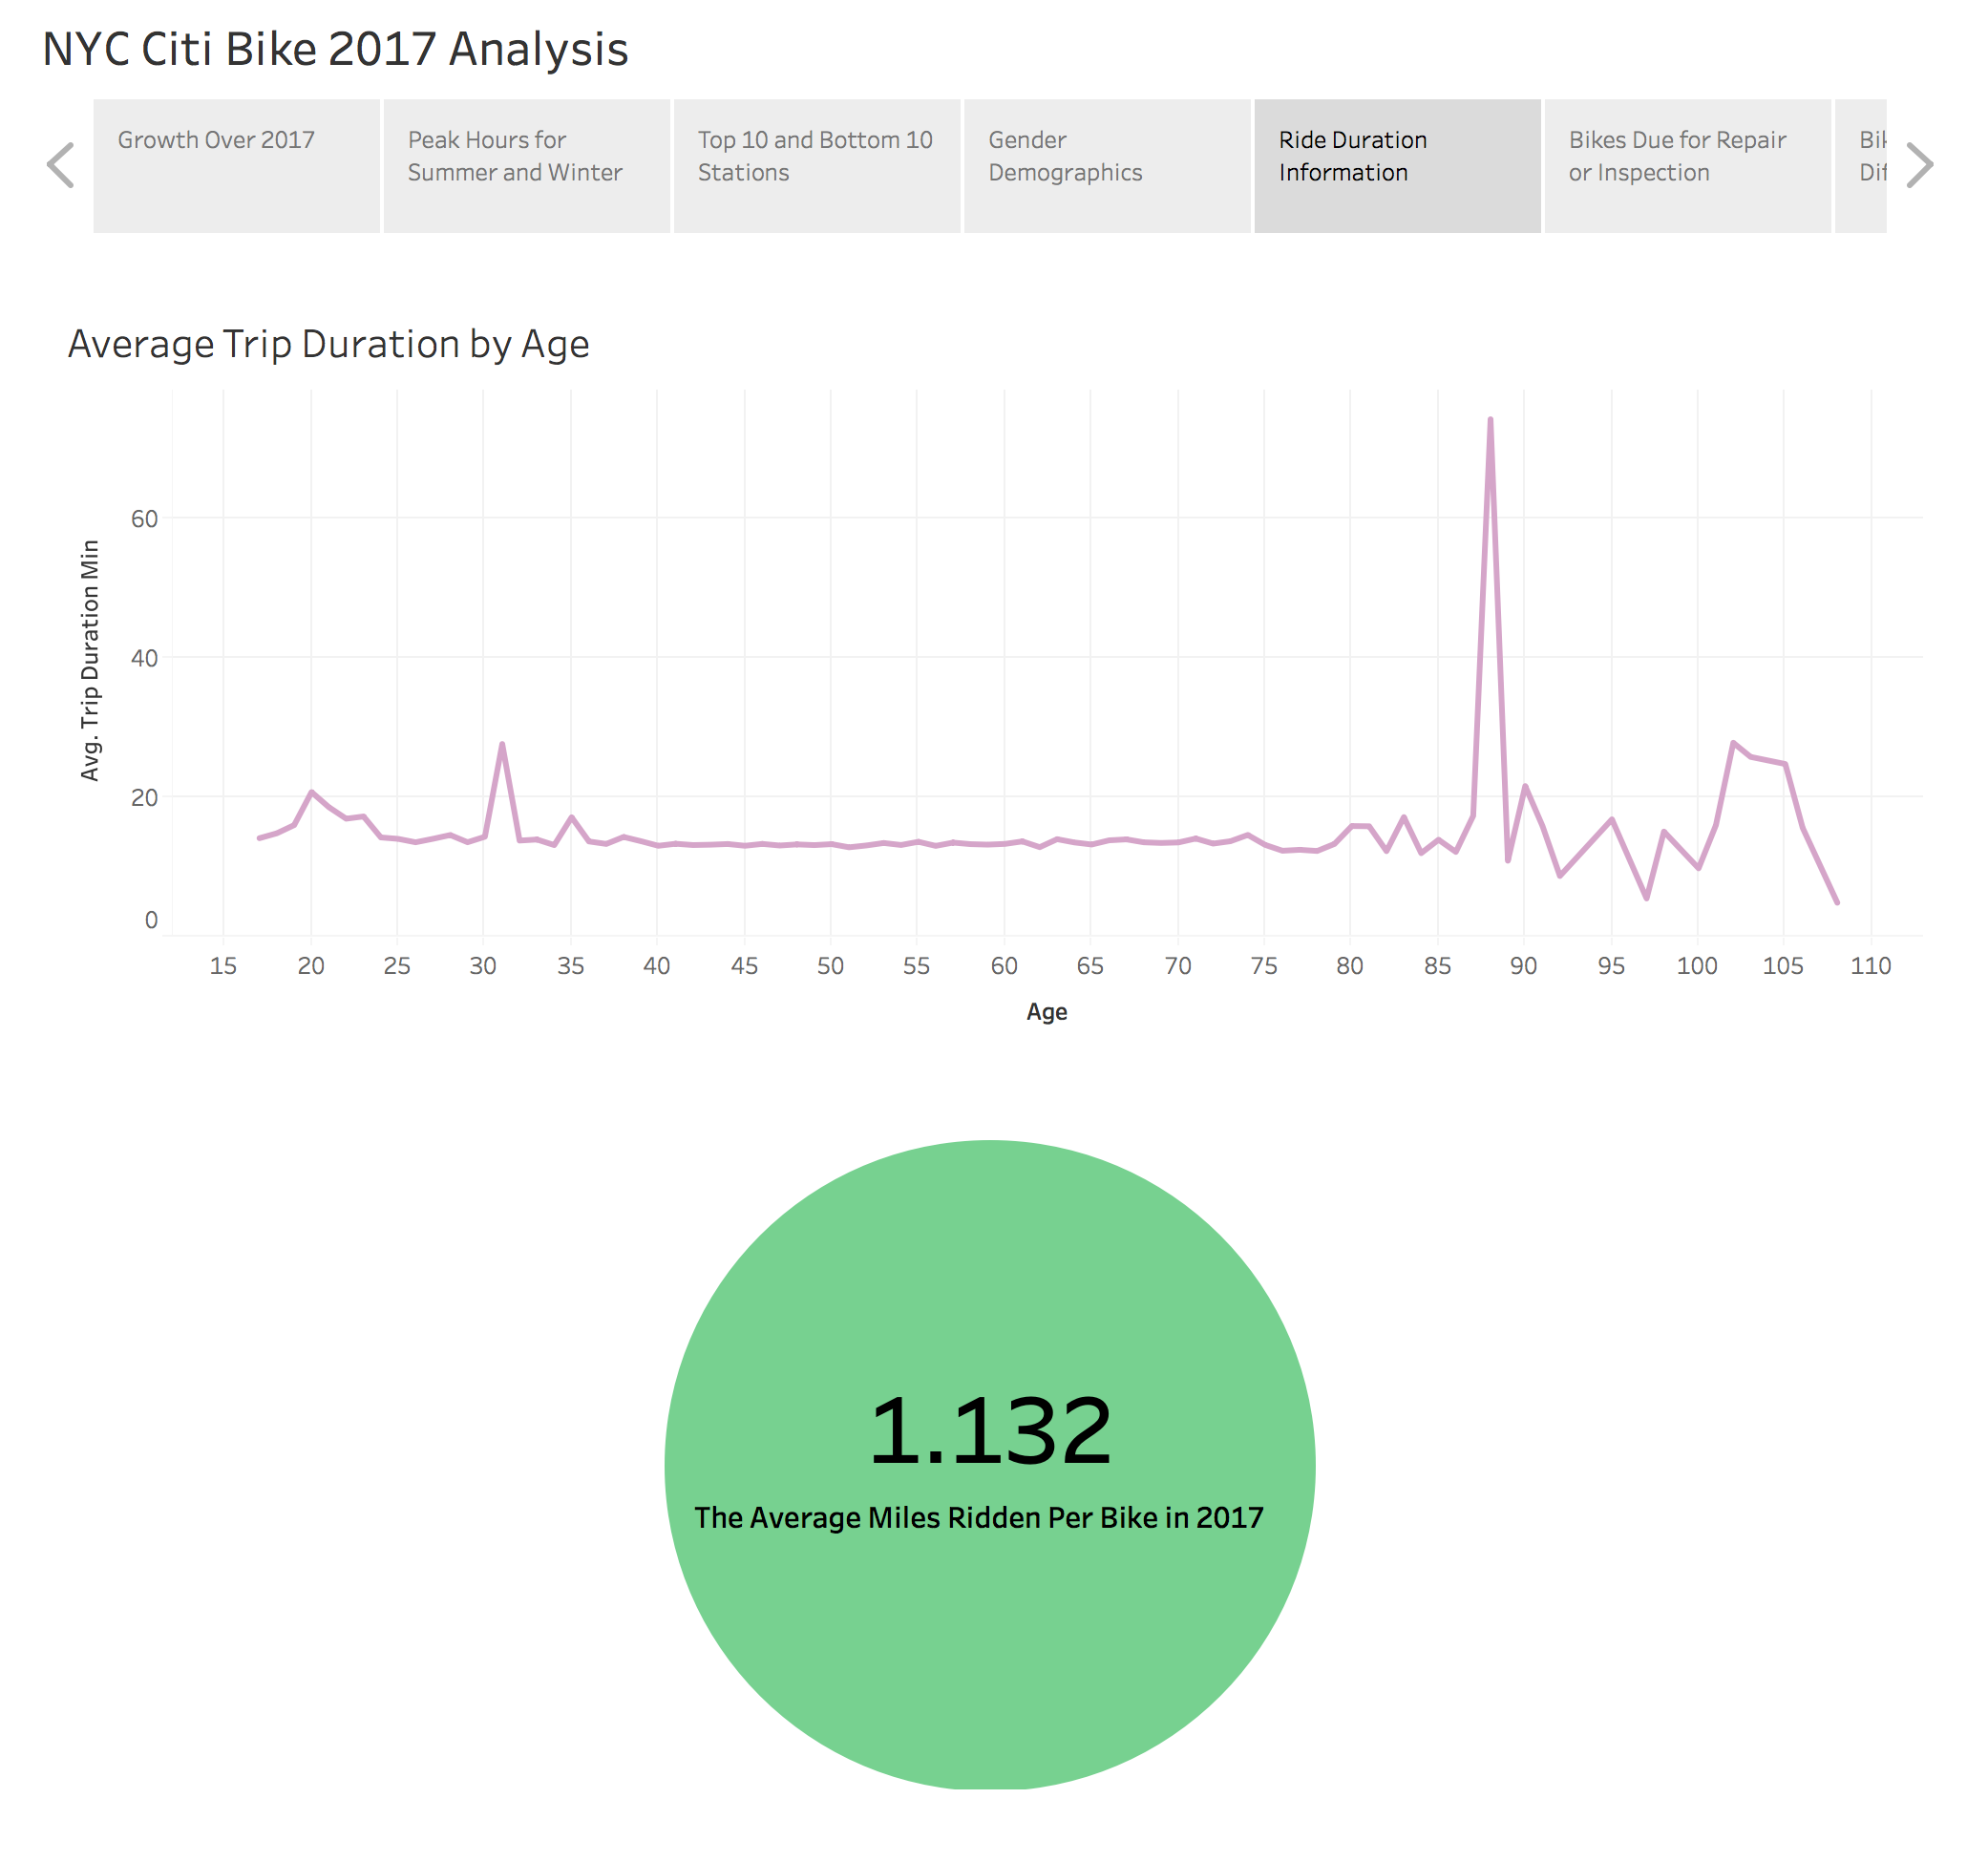 NYC Citi Bike 2017 Analysis
Growth Over 2017
Peak Hours for
Summer and Winter
Top 10 and Bottom 10
Stations
Gender
Demographics
Ride Duration
Information
Bikes Due for Repair
or Inspection
Average Trip Duration by Age
Avg. Trip Duration Min
60
40
20
0
15 20 25 30 35 40 45 50 55 60 65 70 75 80 85 90 95 100 105 110
Age
1.132
The Average Miles Ridden Per Bike in 2017